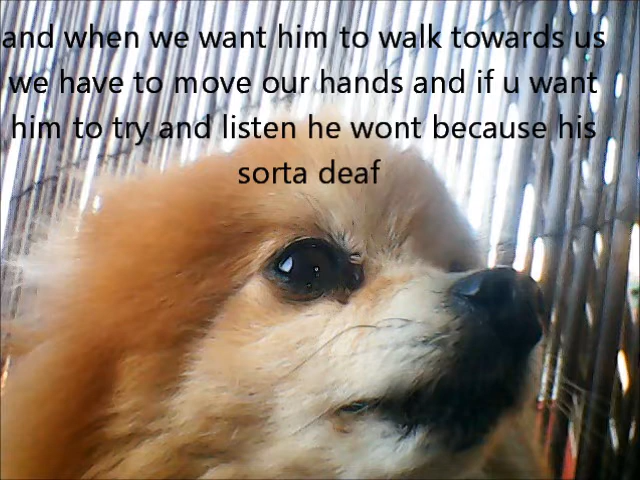 and when we want him to walk towards us
we have to move our hands and if u want
him to try and listen he wont because his
sorta deaf